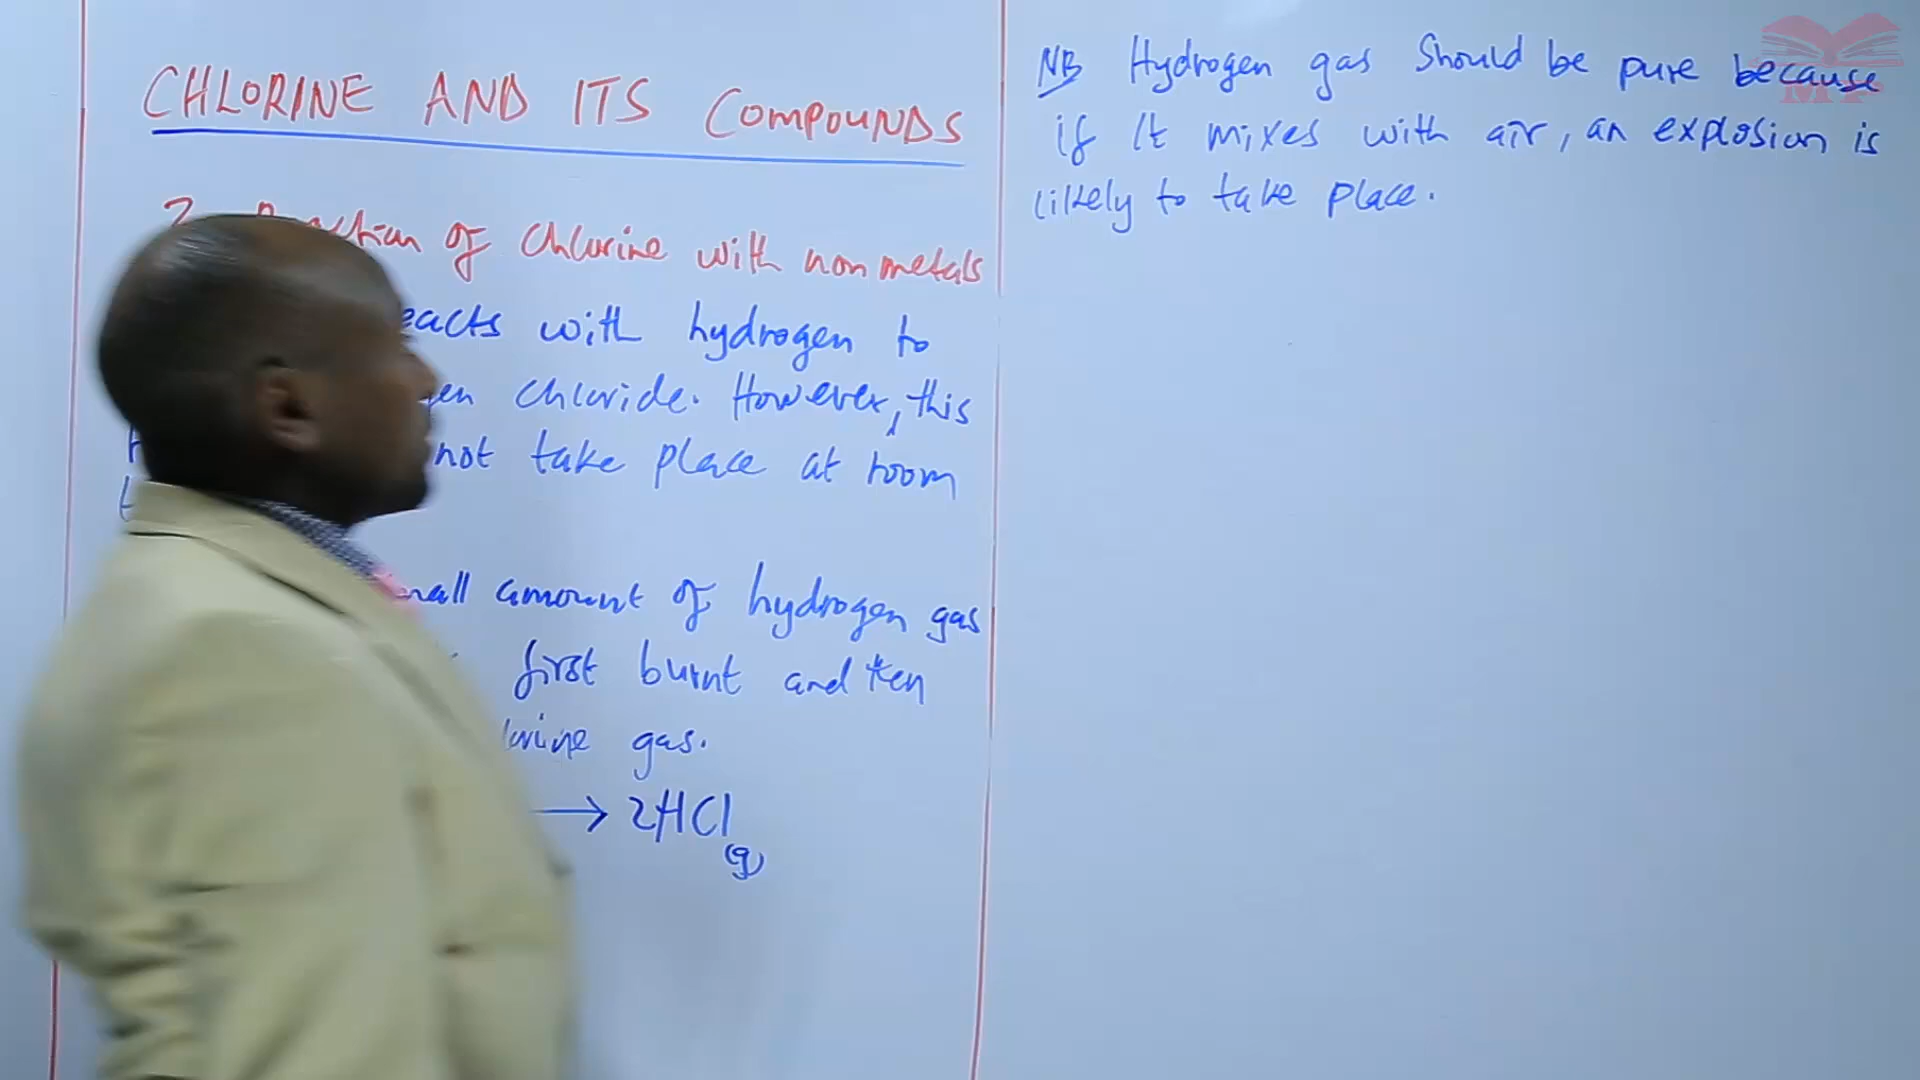 CHLORINE AND ITS COMPOUNDS
of chlorine with non metals
with hydrogen to
chloride. However, this
not take place at room
amount of hydrogen gas
first burnt and then
gas.
→ 2HCl(g)
NB Hydrogen gas should be pure because
if it mixes with air, an explosion is
likely to take place.